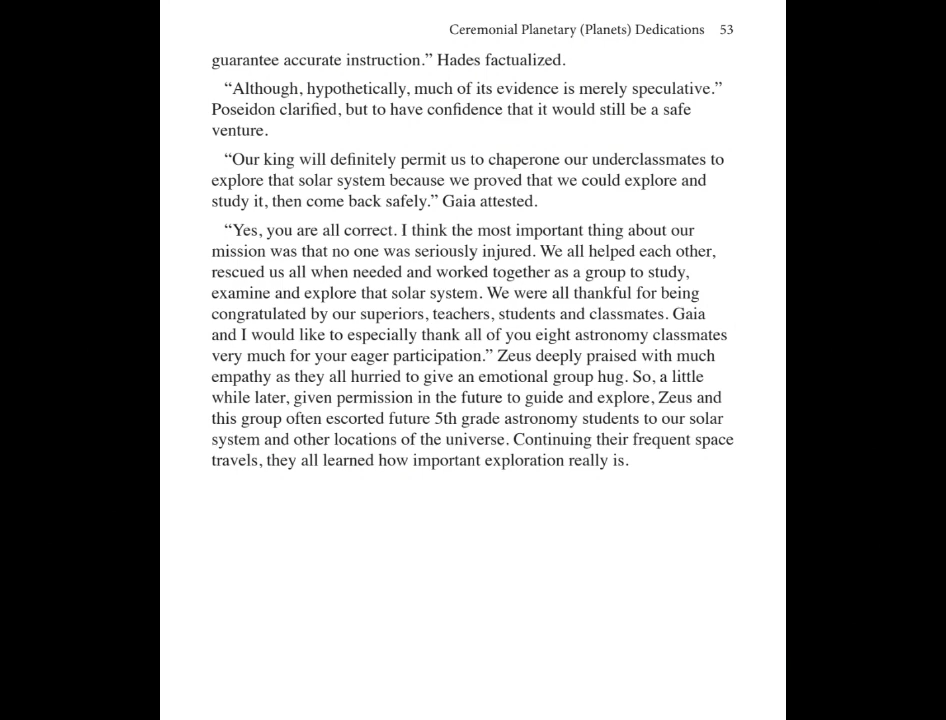 Ceremonial Planetary (Planets) Dedications 53
guarantee accurate instruction.” Hades factualized.
“Although, hypothetically, much of its evidence is merely speculative.”
Poseidon clarified, but to have confidence that it would still be a safe
venture.
“Our king will definitely permit us to chaperone our underclassmates to
explore that solar system because we proved that we could explore and
study it, then come back safely.” Gaia attested.
“Yes, you are all correct. I think the most important thing about our
mission was that no one was seriously injured. We all helped each other,
rescued us all when needed and worked together as a group to study,
examine and explore that solar system. We were all thankful for being
congratulated by our superiors, teachers, students and classmates. Gaia
and I would like to especially thank all of you eight astronomy classmates
very much for your eager participation.” Zeus deeply praised with much
empathy as they all hurried to give an emotional group hug. So, a little
while later, given permission in the future to guide and explore, Zeus and
this group often escorted future 5th grade astronomy students to our solar
system and other locations of the universe. Continuing their frequent space
travels, they all learned how important exploration really is.